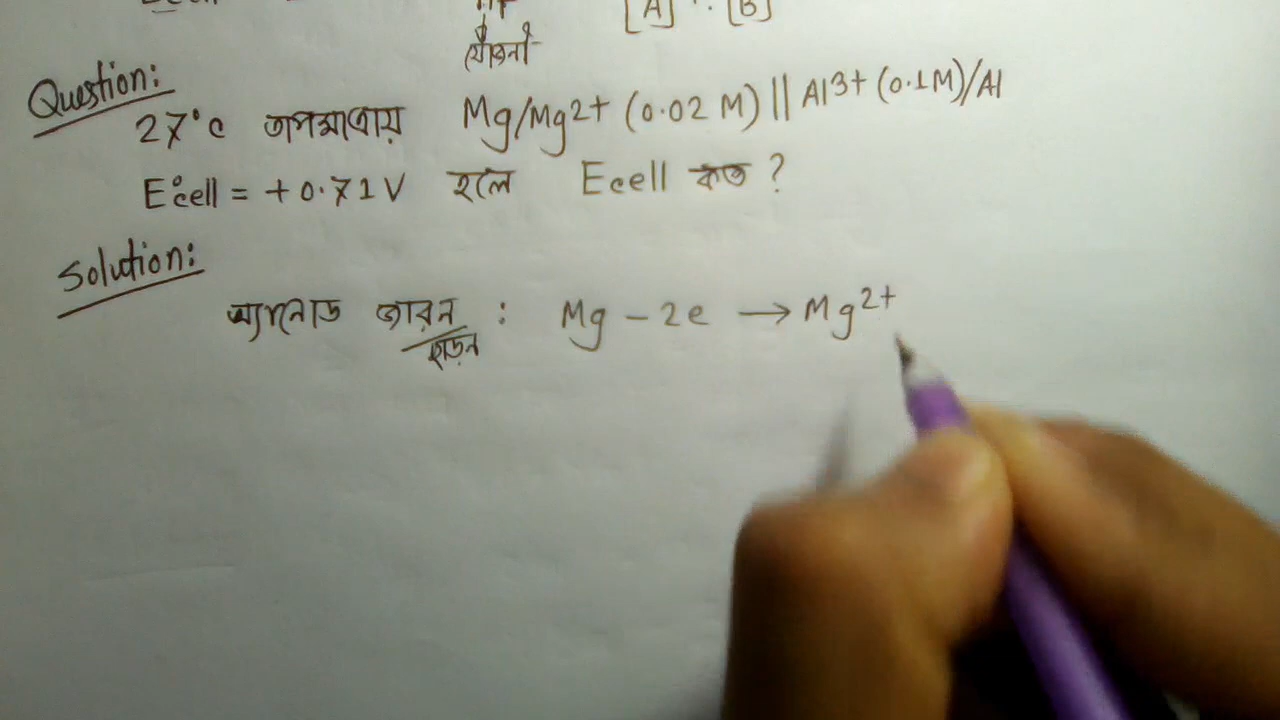 [A] . [B]
যোজনী
Question:
27°C তাপমাত্রায় Mg/Mg2+ (0.02 M) || Al3+ (0.1M)/Al
E°cell = +0.71V হলে Ecell কত ?
Solution:
অ্যানোড জারন : Mg – 2e → Mg2+